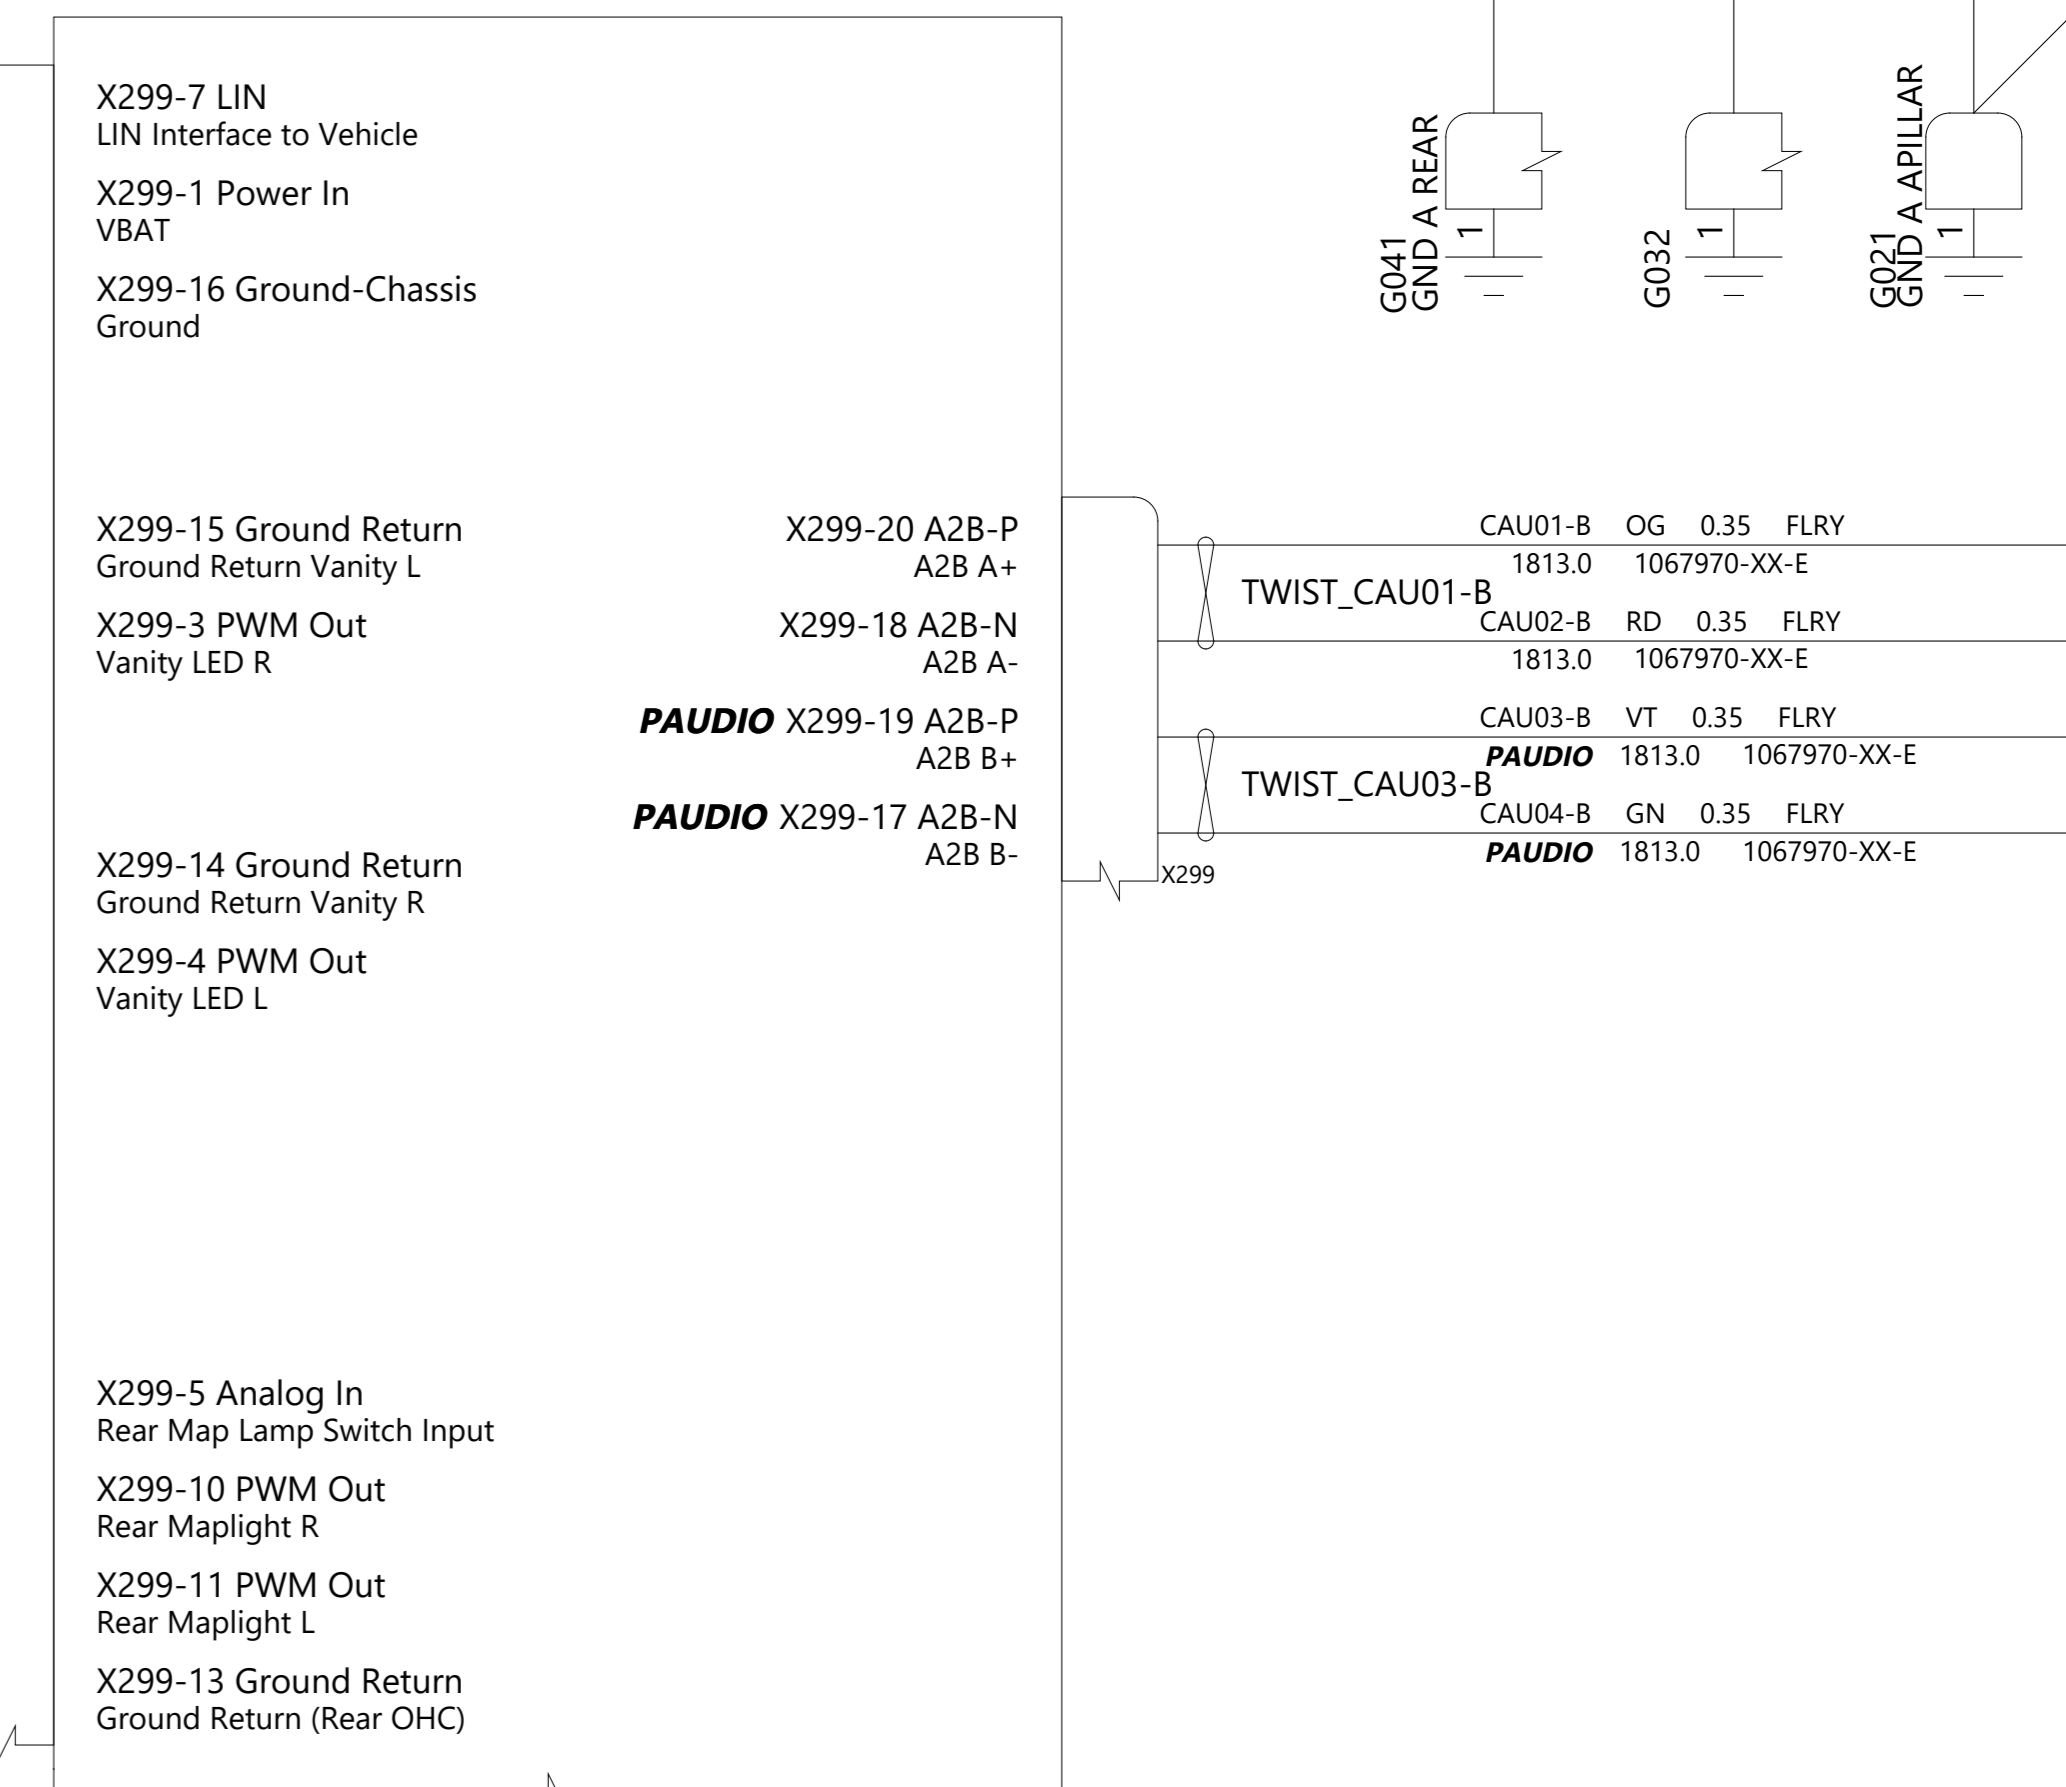 X299-7 LIN
LIN Interface to Vehicle
X299-1 Power In
VBAT
X299-16 Ground-Chassis
Ground
X299-15 Ground Return
Ground Return Vanity L
X299-3 PWM Out
Vanity LED R
X299-14 Ground Return
Ground Return Vanity R
X299-4 PWM Out
Vanity LED L
X299-5 Analog In
Rear Map Lamp Switch Input
X299-10 PWM Out
Rear Maplight R
X299-11 PWM Out
Rear Maplight L
X299-13 Ground Return
Ground Return (Rear OHC)
X299-20 A2B-P
A2B A+
X299-18 A2B-N
A2B A-
PAUDIO X299-19 A2B-P
A2B B+
PAUDIO X299-17 A2B-N
A2B B-
X299
G041
GND A REAR
1
G032
1
G021
GND A APILLAR
1
CAU01-B OG 0.35 FLRY
1813.0 1067970-XX-E
TWIST_CAU01-B
CAU02-B RD 0.35 FLRY
1813.0 1067970-XX-E
CAU03-B VT 0.35 FLRY
PAUDIO 1813.0 1067970-XX-E
TWIST_CAU03-B
CAU04-B GN 0.35 FLRY
PAUDIO 1813.0 1067970-XX-E